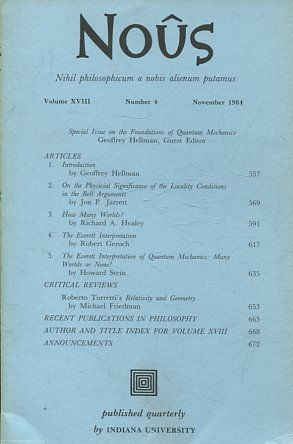 NOÛS
Nihil philosophicum a nobis alienum putamus
Volume XVIII Number 4 November 1984
Special Issue on the Foundations of Quantum Mechanics
Geoffrey Hellman, Guest Editor
ARTICLES
1. Introduction
by Geoffrey Hellman 557
2. On the Physical Significance of the Locality Conditions
in the Bell Arguments
by Jon P. Jarrett 569
3. How Many Worlds?
by Richard A. Healey 591
4. The Everett Interpretation
by Robert Geroch 617
5. The Everett Interpretation of Quantum Mechanics: Many
Worlds or None?
by Howard Stein 635
CRITICAL REVIEWS
Roberto Torretti's Relativity and Geometry
by Michael Friedman 653
RECENT PUBLICATIONS IN PHILOSOPHY 665
AUTHOR AND TITLE INDEX FOR VOLUME XVIII 668
ANNOUNCEMENTS 672
published quarterly
by INDIANA UNIVERSITY